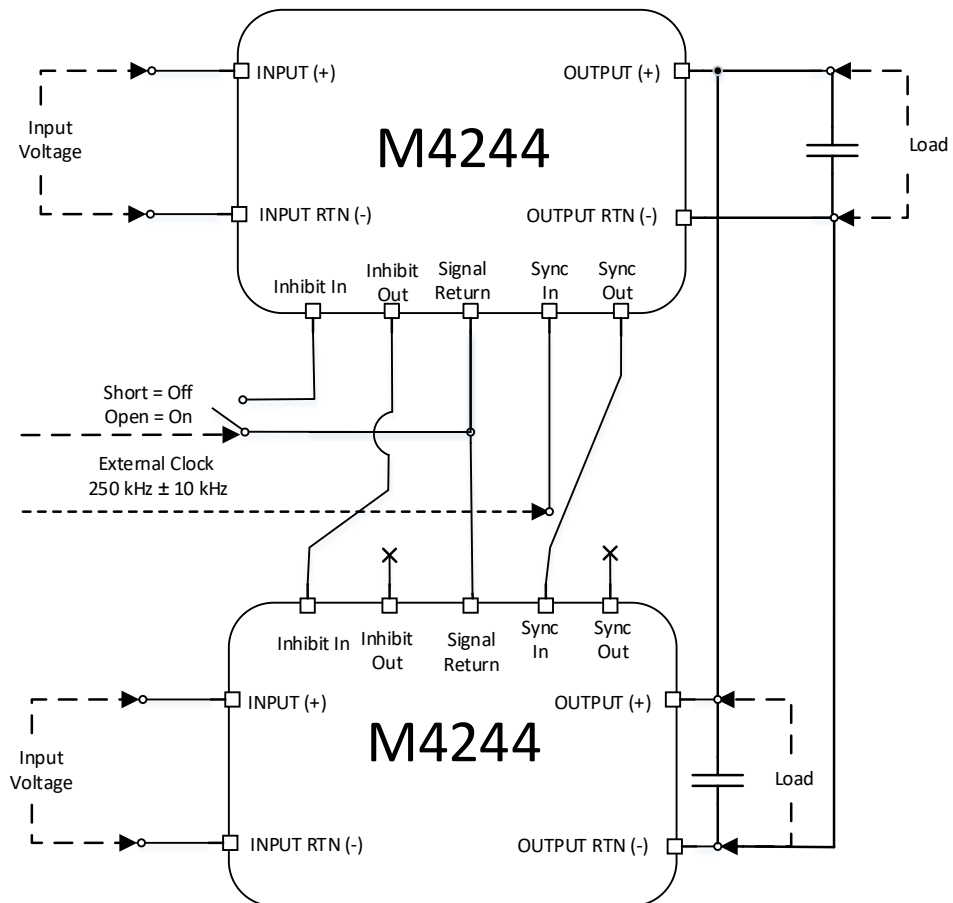 INPUT (+)
OUTPUT (+)
Input
Voltage
M4244
Load
INPUT RTN (-)
OUTPUT RTN (-)
Inhibit In
Inhibit
Out
Signal
Return
Sync
In
Sync
Out
Short = Off
Open = On
External Clock
250 kHz ± 10 kHz
Inhibit In
Inhibit
Out
Signal
Return
Sync
In
Sync
Out
INPUT (+)
OUTPUT (+)
M4244
Input
Voltage
Load
INPUT RTN (-)
OUTPUT RTN (-)